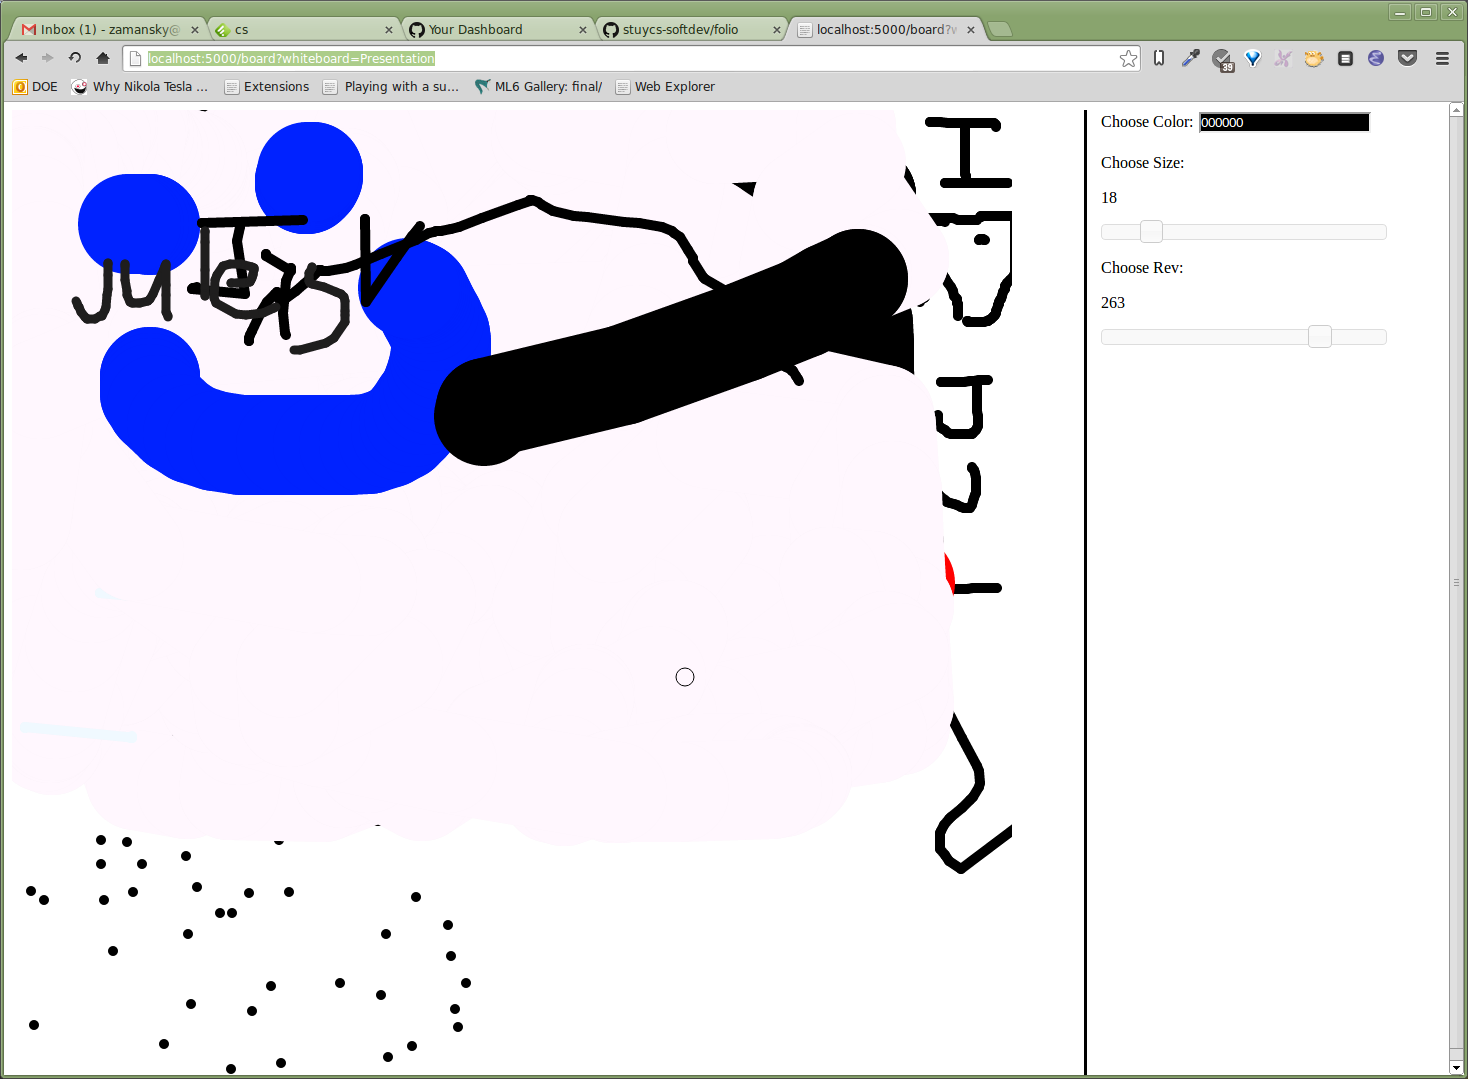 Inbox (1) - zamansky@
cs
Your Dashboard
stuycs-softdev/folio
localhost:5000/board?w
localhost:5000/board?whiteboard=Presentation
39
DOE
Why Nikola Tesla ...
Extensions
Playing with a su...
ML6 Gallery: final/
Web Explorer
Choose Color: 000000
Choose Size:
18
Choose Rev:
263
Jules